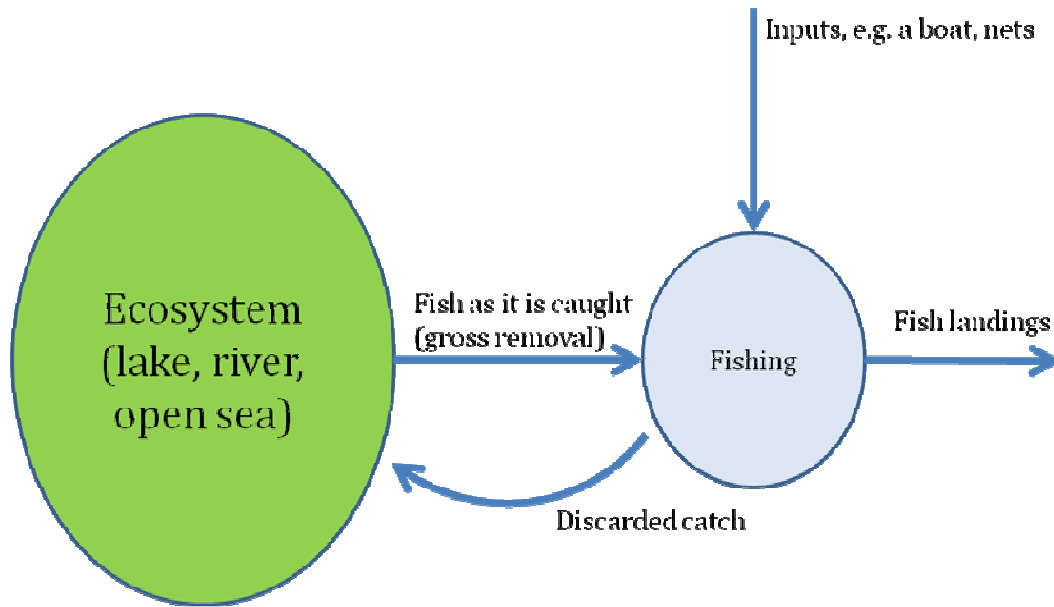 Inputs, e.g. a boat, nets
Ecosystem
(lake, river,
open sea)
Fish as it is caught
(gross removal)
Fishing
Fish landings
Discarded catch